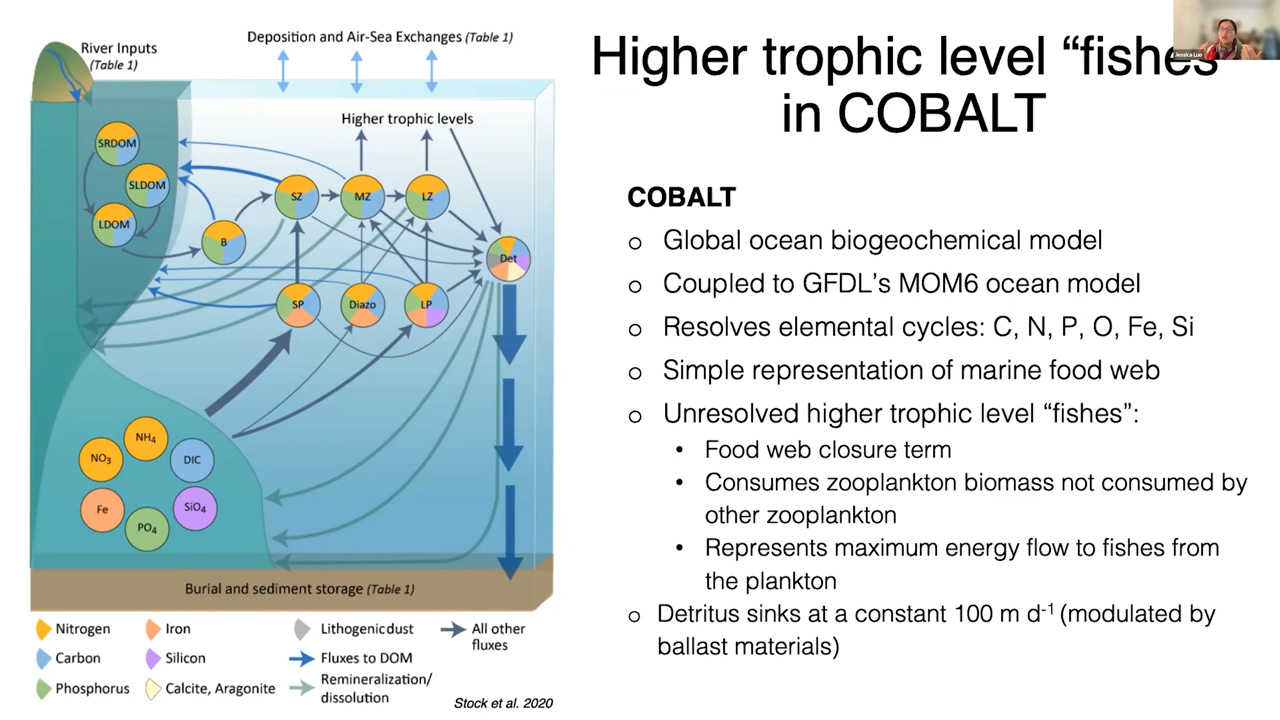 River Inputs
(Table 1)
Deposition and Air-Sea Exchanges (Table 1)
Higher trophic levels
SRDOM
SLDOM
LDOM
B
SZ
MZ
LZ
Det
SP
Diazo
LP
NH4
NO3
DIC
Fe
SiO4
PO4
Burial and sediment storage (Table 1)
Nitrogen
Iron
Lithogenic dust
All other
fluxes
Carbon
Silicon
Fluxes to DOM
Phosphorus
Calcite, Aragonite
Remineralization/
dissolution
Stock et al. 2020
Higher trophic level “fishes
in COBALT
Jessica Luo
COBALT
o Global ocean biogeochemical model
o Coupled to GFDL’s MOM6 ocean model
o Resolves elemental cycles: C, N, P, O, Fe, Si
o Simple representation of marine food web
o Unresolved higher trophic level “fishes”:
• Food web closure term
• Consumes zooplankton biomass not consumed by
other zooplankton
• Represents maximum energy flow to fishes from
the plankton
o Detritus sinks at a constant 100 m d-1 (modulated by
ballast materials)